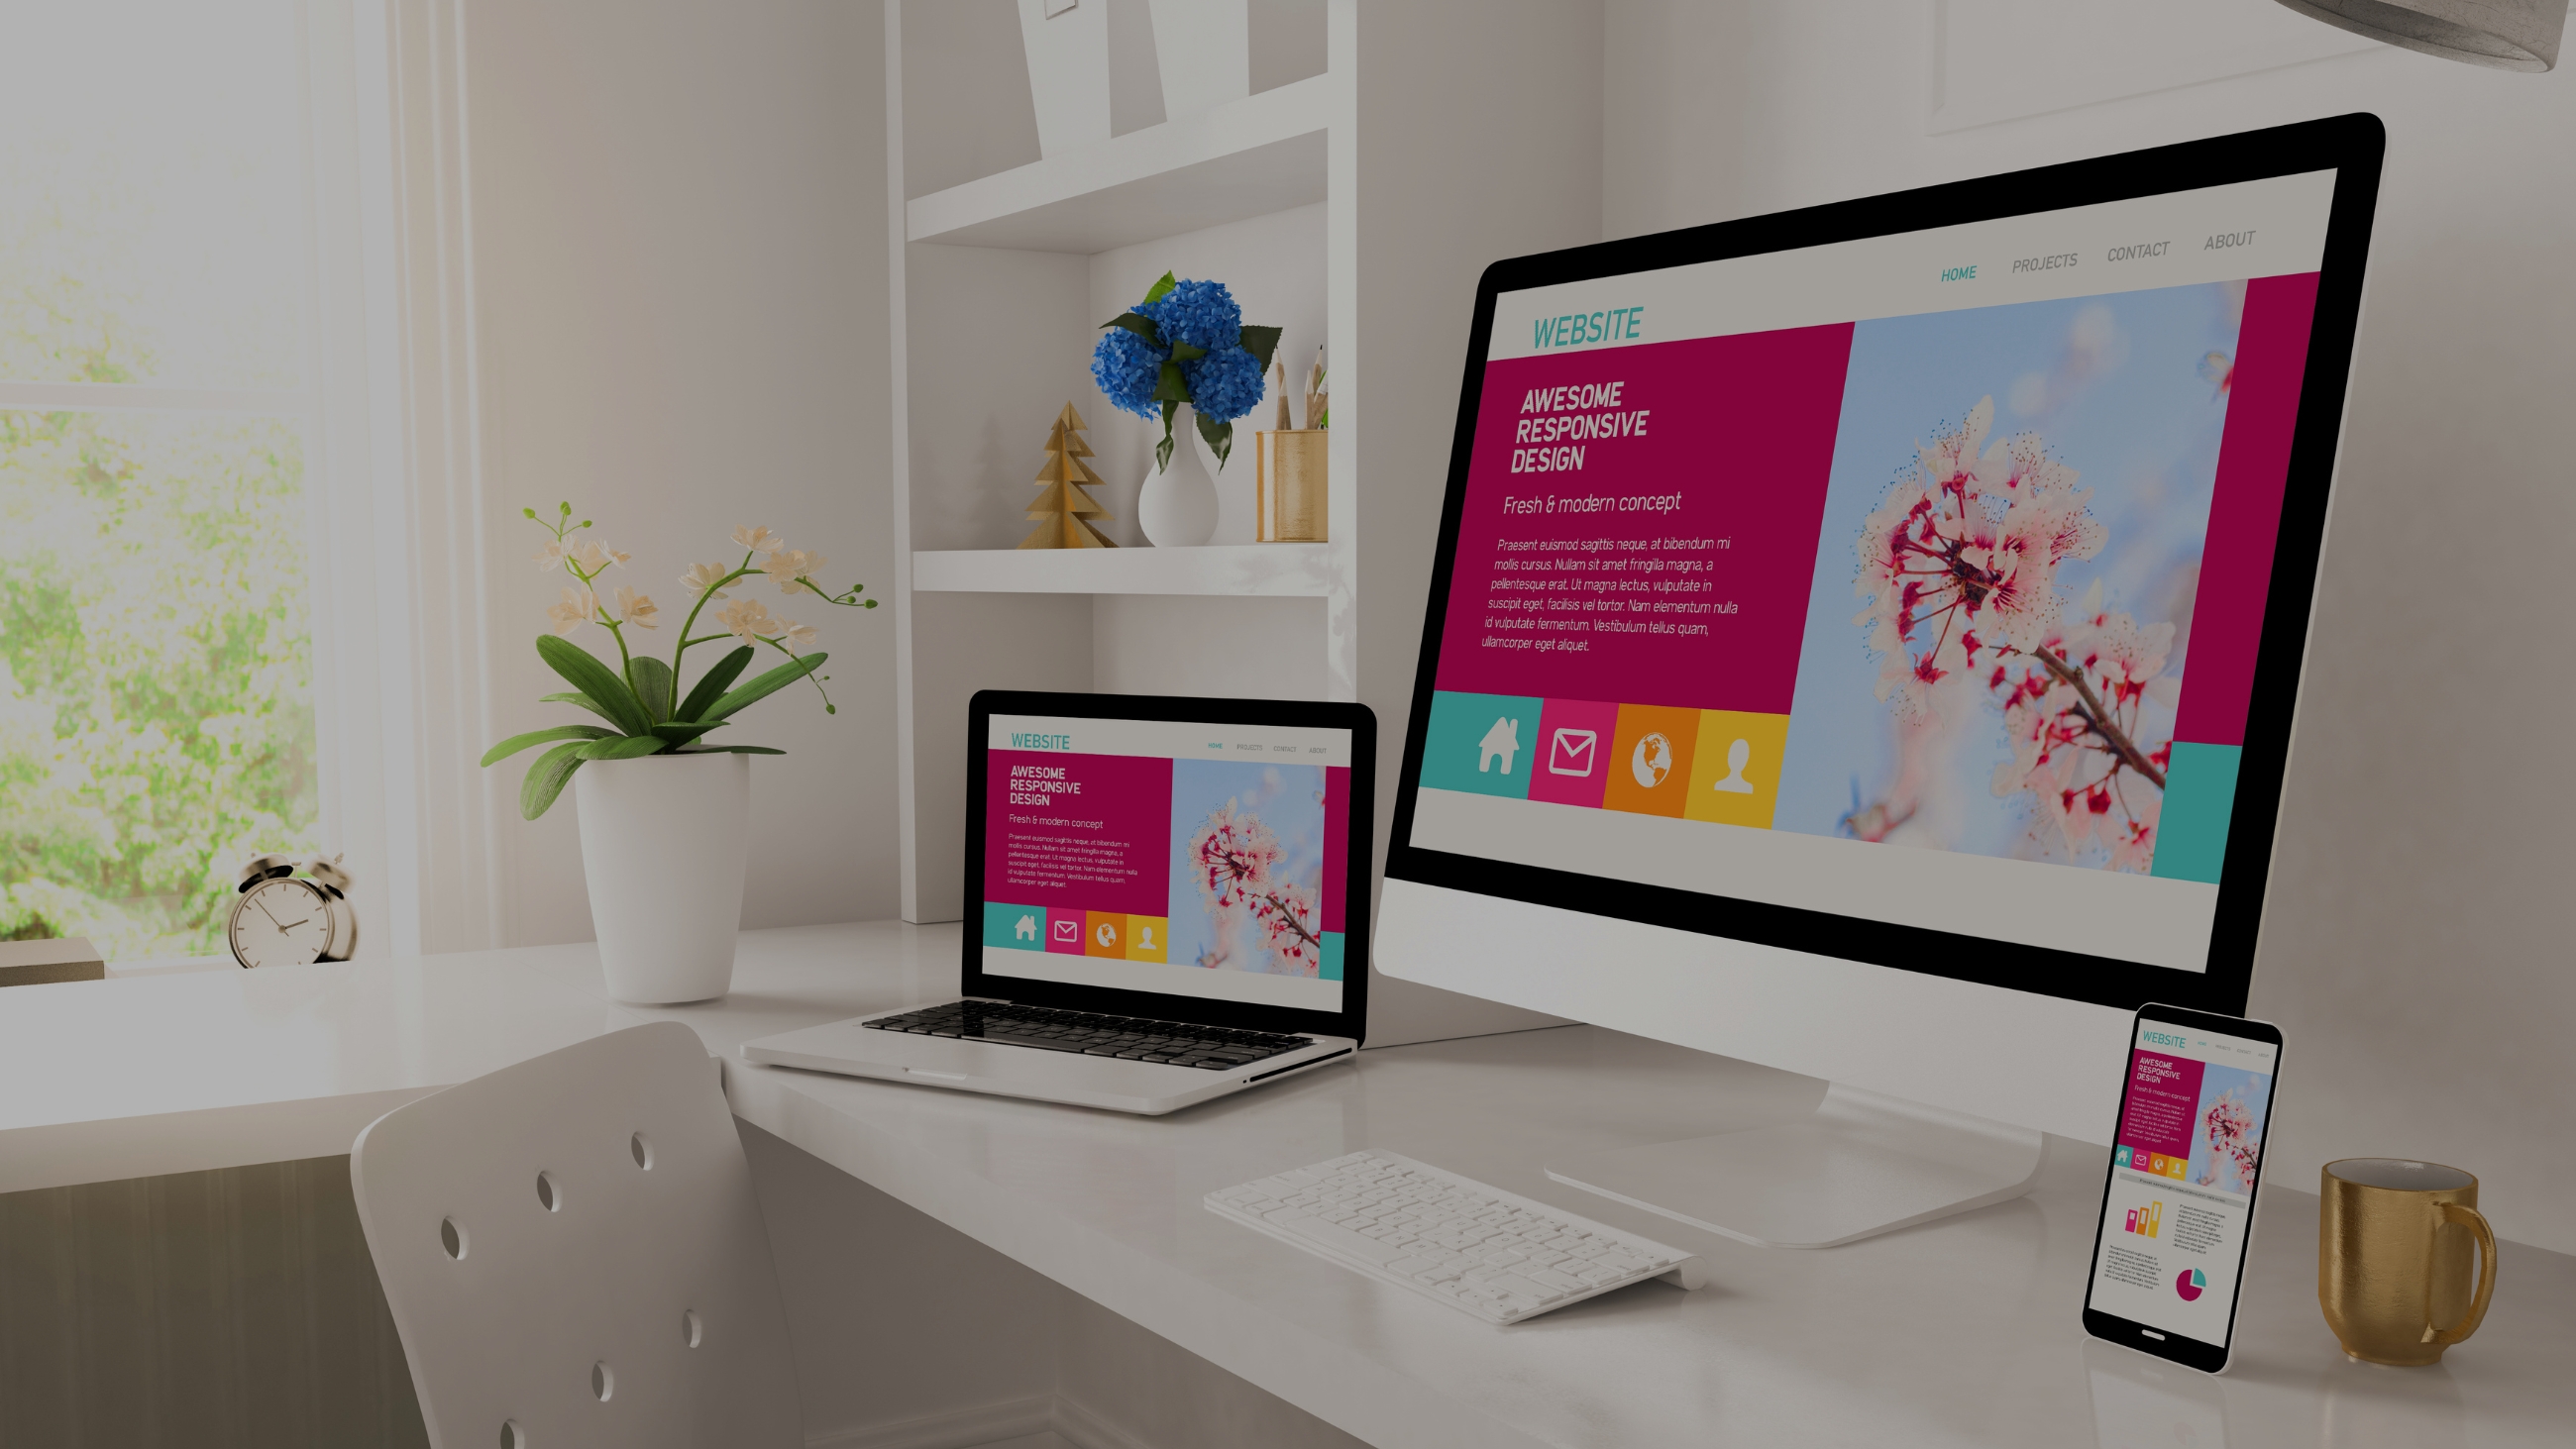 HOME PROJECTS CONTACT ABOUT
WEBSITE
AWESOME
RESPONSIVE
DESIGN
Fresh & modern concept
Praesent euismod sagittis neque, at bibendum mi
mollis cursus. Nullam sit amet fringilla magna, a
pellentesque erat. Ut magna lectus, vulputate in
suscipit eget, facilisis vel tortor. Nam elementum nulla
id vulputate fermentum. Vestibulum tellus quam,
ullamcorper eget aliquet.
WEBSITE
HOME PROJECTS CONTACT ABOUT
AWESOME
RESPONSIVE
DESIGN
Fresh & modern concept
Praesent euismod sagittis neque, at bibendum mi
mollis cursus. Nullam sit amet fringilla magna, a
pellentesque erat. Ut magna lectus, vulputate in
suscipit eget, facilisis vel tortor. Nam elementum nulla
id vulputate fermentum. Vestibulum tellus quam,
ullamcorper eget aliquet.
WEBSITE
AWESOME
RESPONSIVE
DESIGN
Fresh & modern concept